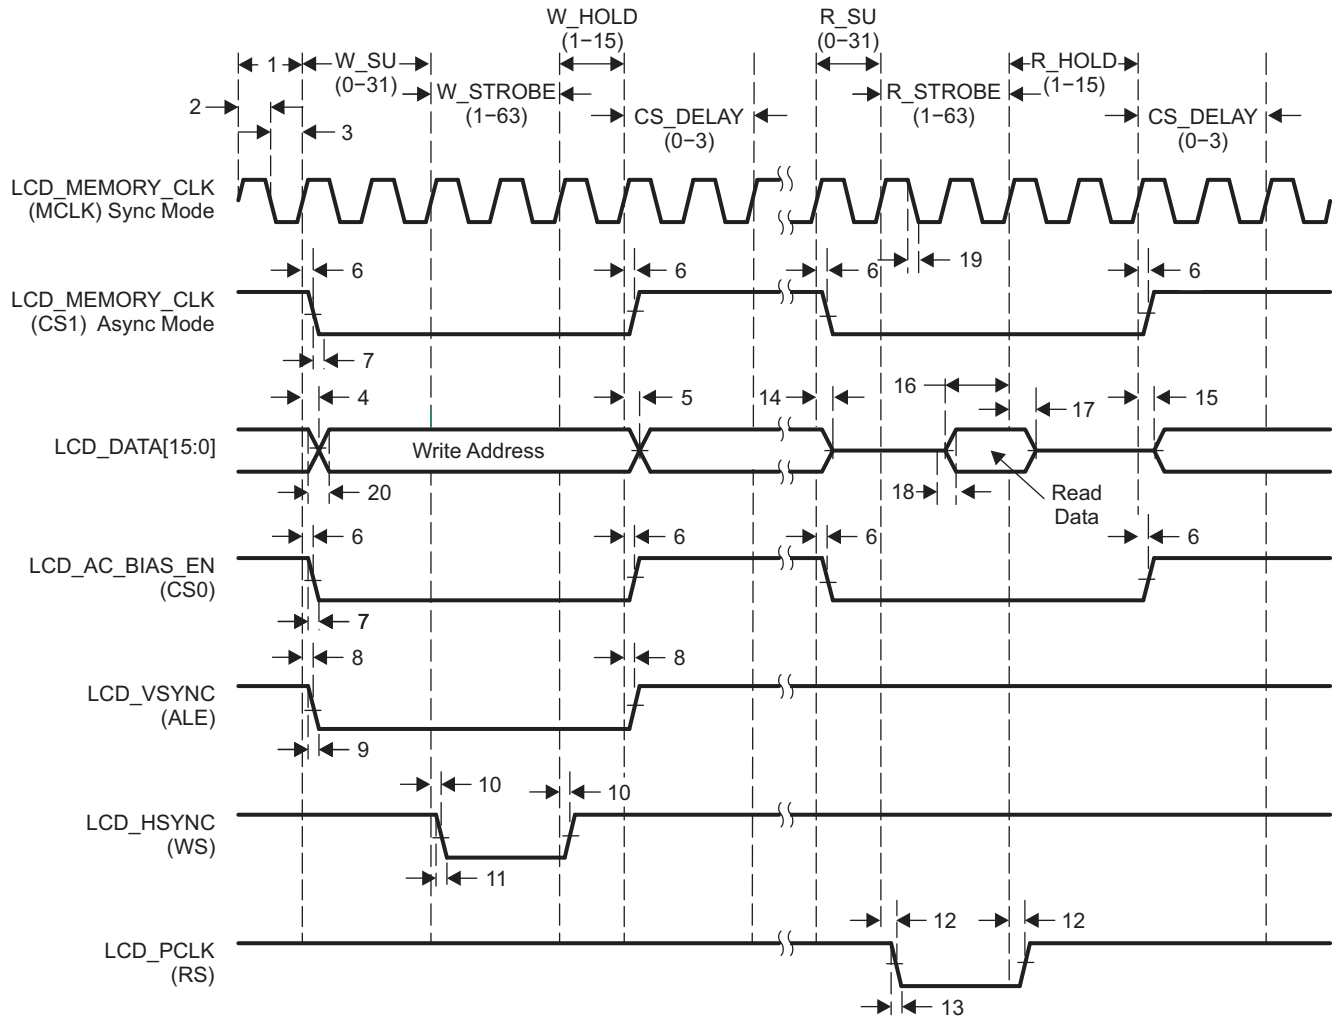 W_HOLD
(1−15)
R_SU
(0−31)
1
W_SU
(0−31)
R_HOLD
(1−15)
2
W_STROBE
(1−63)
R_STROBE
(1−63)
3
CS_DELAY
(0−3)
CS_DELAY
(0−3)
LCD_MEMORY_CLK
(MCLK) Sync Mode
19
6
6
6
6
LCD_MEMORY_CLK
(CS1) Async Mode
7
16
4
5
14
17
15
LCD_DATA[15:0]
Write Address
20
18
Read
Data
6
6
6
6
LCD_AC_BIAS_EN
(CS0)
7
8
8
LCD_VSYNC
(ALE)
9
10
10
LCD_HSYNC
(WS)
11
12
12
LCD_PCLK
(RS)
13